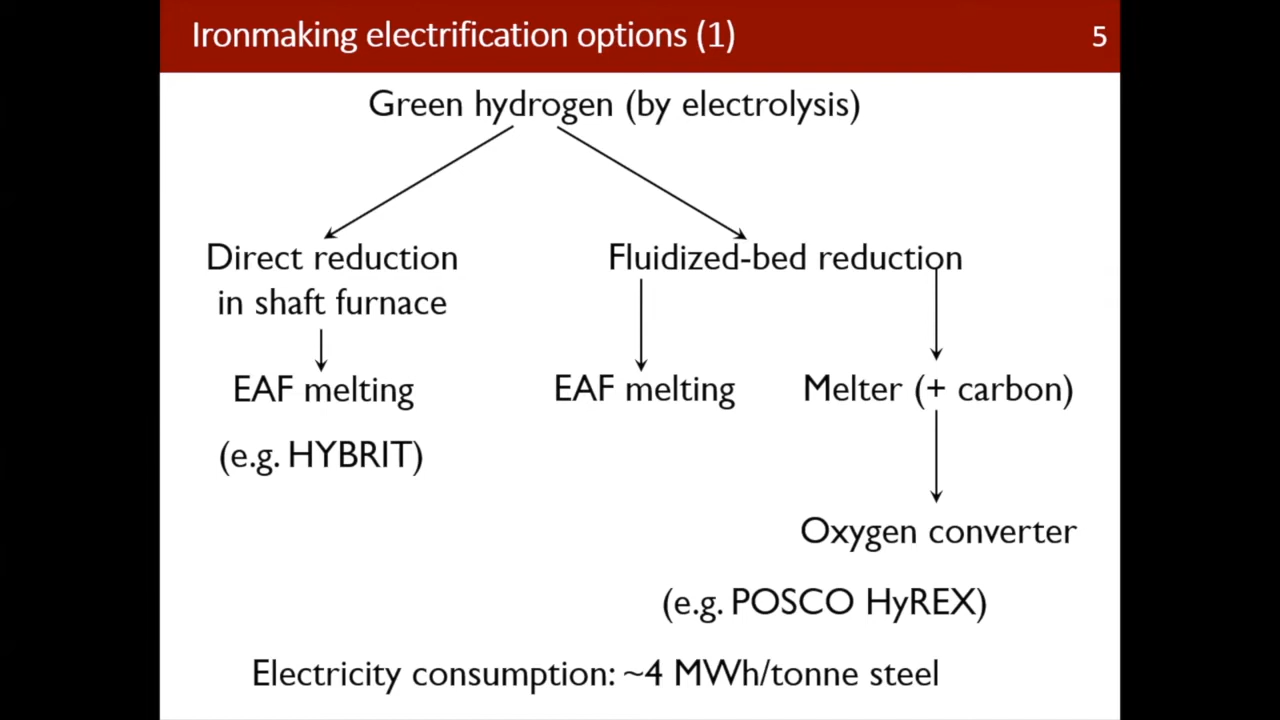 Ironmaking electrification options (1)
5
Green hydrogen (by electrolysis)
Direct reduction
in shaft furnace
Fluidized-bed reduction
EAF melting
EAF melting
Melter (+ carbon)
(e.g. HYBRIT)
Oxygen converter
(e.g. POSCO HyREX)
Electricity consumption: ~4 MWh/tonne steel